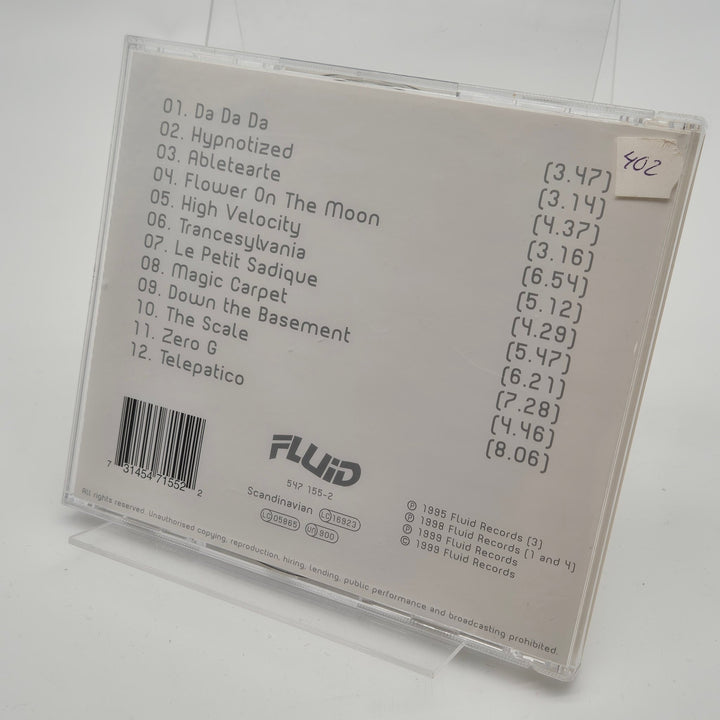 01. Da Da Da (3.47)
02. Hypnotized (3.14)
03. Abletearte (4.37)
04. Flower On The Moon (3.16)
05. High Velocity (6.54)
06. Trancesylvania (5.12)
07. Le Petit Sadique (4.29)
08. Magic Carpet (5.47)
09. Down the Basement (6.21)
10. The Scale (7.28)
11. Zero G (4.46)
12. Telepatico (8.06)
402
7 31454 71552 2
FLUID
547 155-2
Scandinavian LC16923
LC05965 UN 900
℗ 1995 Fluid Records (3)
℗ 1998 Fluid Records (1 and 4)
℗ 1999 Fluid Records
© 1999 Fluid Records
All rights reserved. Unauthorised copying, reproduction, hiring, lending, public performance and broadcasting prohibited.